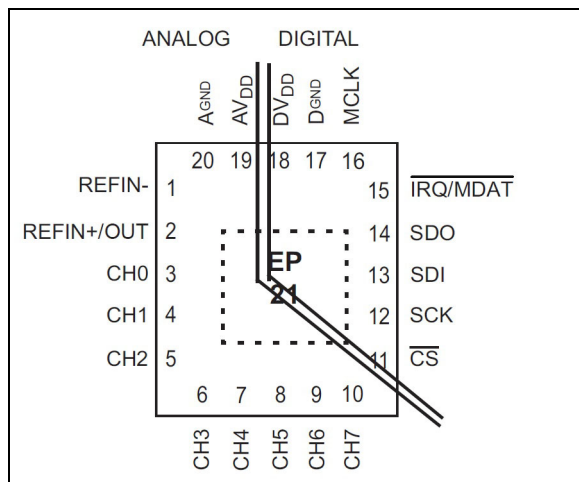 ANALOG DIGITAL
AGND AVDD DVDD DGND MCLK
20 19 18 17 16
REFIN- 1 15 IRQ/MDAT
REFIN+/OUT 2 14 SDO
EP
CH0 3 13 SDI
21
CH1 4 12 SCK
CH2 5 11 CS
6 7 8 9 10
CH3 CH4 CH5 CH6 CH7